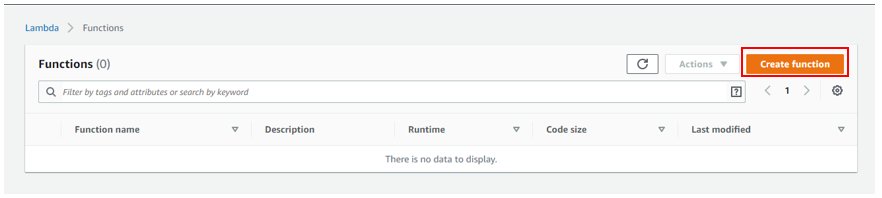 Lambda > Functions
Functions (0)
Actions
Create function
Filter by tags and attributes or search by keyword
?
1
Function name
Description
Runtime
Code size
Last modified
There is no data to display.